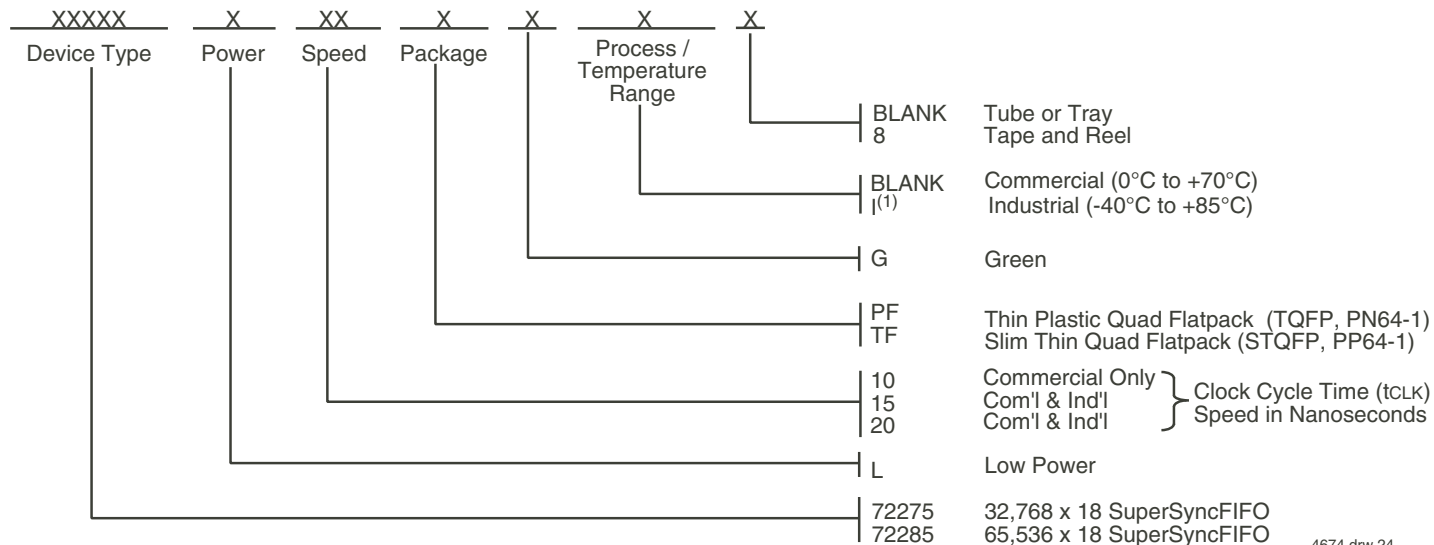 XXXXX X XX X X X X
Device Type Power Speed Package Process /
Temperature
Range
BLANK Tube or Tray
8 Tape and Reel
BLANK Commercial (0°C to +70°C)
I(1) Industrial (-40°C to +85°C)
G Green
PF Thin Plastic Quad Flatpack (TQFP, PN64-1)
TF Slim Thin Quad Flatpack (STQFP, PP64-1)
10 Commercial Only
15 Com'l & Ind'l
20 Com'l & Ind'l
Clock Cycle Time (tCLK)
Speed in Nanoseconds
L Low Power
72275 32,768 x 18 SuperSyncFIFO
72285 65,536 x 18 SuperSyncFIFO
4674 drw 24